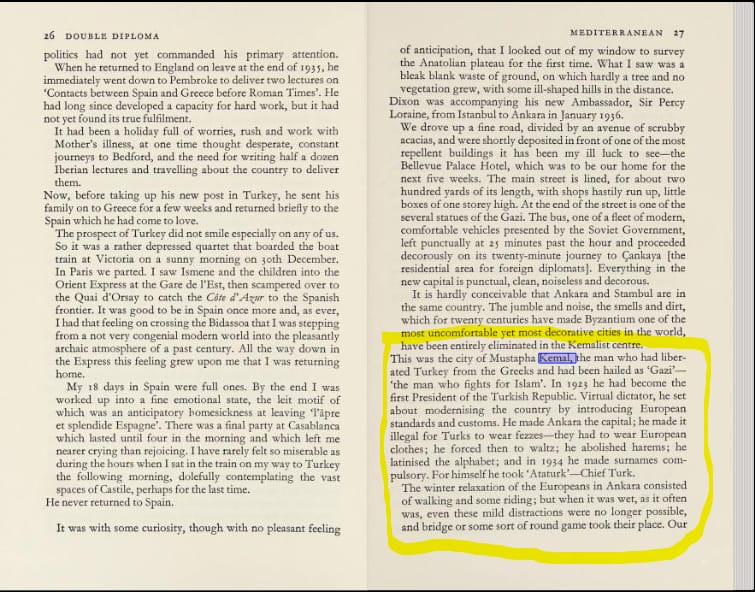 26 DOUBLE DIPLOMA
politics had not yet commanded his primary attention.
When he returned to England on leave at the end of 1935, he
immediately went down to Pembroke to deliver two lectures on
‘Contacts between Spain and Greece before Roman Times’. He
had long since developed a capacity for hard work, but it had
not yet found its true fulfilment.
It had been a holiday full of worries, rush and work with
Mother’s illness, at one time thought desperate, constant
journeys to Bedford, and the need for writing half a dozen
Iberian lectures and travelling about the country to deliver
them.
Now, before taking up his new post in Turkey, he sent his
family on to Greece for a few weeks and returned briefly to the
Spain which he had come to love.
The prospect of Turkey did not smile especially on any of us.
So it was a rather depressed quartet that boarded the boat
train at Victoria on a sunny morning on 30th December.
In Paris we parted. I saw Ismene and the children into the
Orient Express at the Gare de l’Est, then scampered over to
the Quai d’Orsay to catch the Côte d’Azur to the Spanish
frontier. It was good to be in Spain once more and, as ever,
I had that feeling on crossing the Bidassoa that I was stepping
from a not very congenial modern world into the pleasantly
archaic atmosphere of a past century. All the way down in
the Express this feeling grew upon me that I was returning
home.
My 18 days in Spain were full ones. By the end I was
worked up into a fine emotional state, the leit motif of
which was an anticipatory homesickness at leaving ‘l’âpre
et splendide Espagne’. There was a final party at Casablanca
which lasted until four in the morning and which left me
nearer crying than rejoicing. I have rarely felt so miserable as
during the hours when I sat in the train on my way to Turkey
the following morning, dolefully contemplating the vast
spaces of Castile, perhaps for the last time.
He never returned to Spain.
It was with some curiosity, though with no pleasant feeling
MEDITERRANEAN 27
of anticipation, that I looked out of my window to survey
the Anatolian plateau for the first time. What I saw was a
bleak blank waste of ground, on which hardly a tree and no
vegetation grew, with some ill-shaped hills in the distance.
Dixon was accompanying his new Ambassador, Sir Percy
Loraine, from Istanbul to Ankara in January 1936.
We drove up a fine road, divided by an avenue of scrubby
acacias, and were shortly deposited in front of one of the most
repellent buildings it has been my ill luck to see—the
Bellevue Palace Hotel, which was to be our home for the
next five weeks. The main street is lined, for about two
hundred yards of its length, with shops hastily run up, little
boxes of one storey high. At the end of the street is one of the
several statues of the Gazi. The bus, one of a fleet of modern,
comfortable vehicles presented by the Soviet Government,
left punctually at 25 minutes past the hour and proceeded
decorously on its twenty-minute journey to Çankaya [the
residential area for foreign diplomats]. Everything in the
new capital is punctual, clean, noiseless and decorous.
It is hardly conceivable that Ankara and Stambul are in
the same country. The jumble and noise, the smells and dirt,
which for twenty centuries have made Byzantium one of the
most uncomfortable yet most decorative cities in the world,
have been entirely eliminated in the Kemalist centre.
This was the city of Mustapha Kemal, the man who had liber-
ated Turkey from the Greeks and had been hailed as ‘Gazi’—
‘the man who fights for Islam’. In 1923 he had become the
first President of the Turkish Republic. Virtual dictator, he set
about modernising the country by introducing European
standards and customs. He made Ankara the capital; he made it
illegal for Turks to wear fezzes—they had to wear European
clothes; he forced then to waltz; he abolished harems; he
latinised the alphabet; and in 1934 he made surnames com-
pulsory. For himself he took ‘Ataturk’—Chief Turk.
The winter relaxation of the Europeans in Ankara consisted
of walking and some riding; but when it was wet, as it often
was, even these mild distractions were no longer possible,
and bridge or some sort of round game took their place. Our